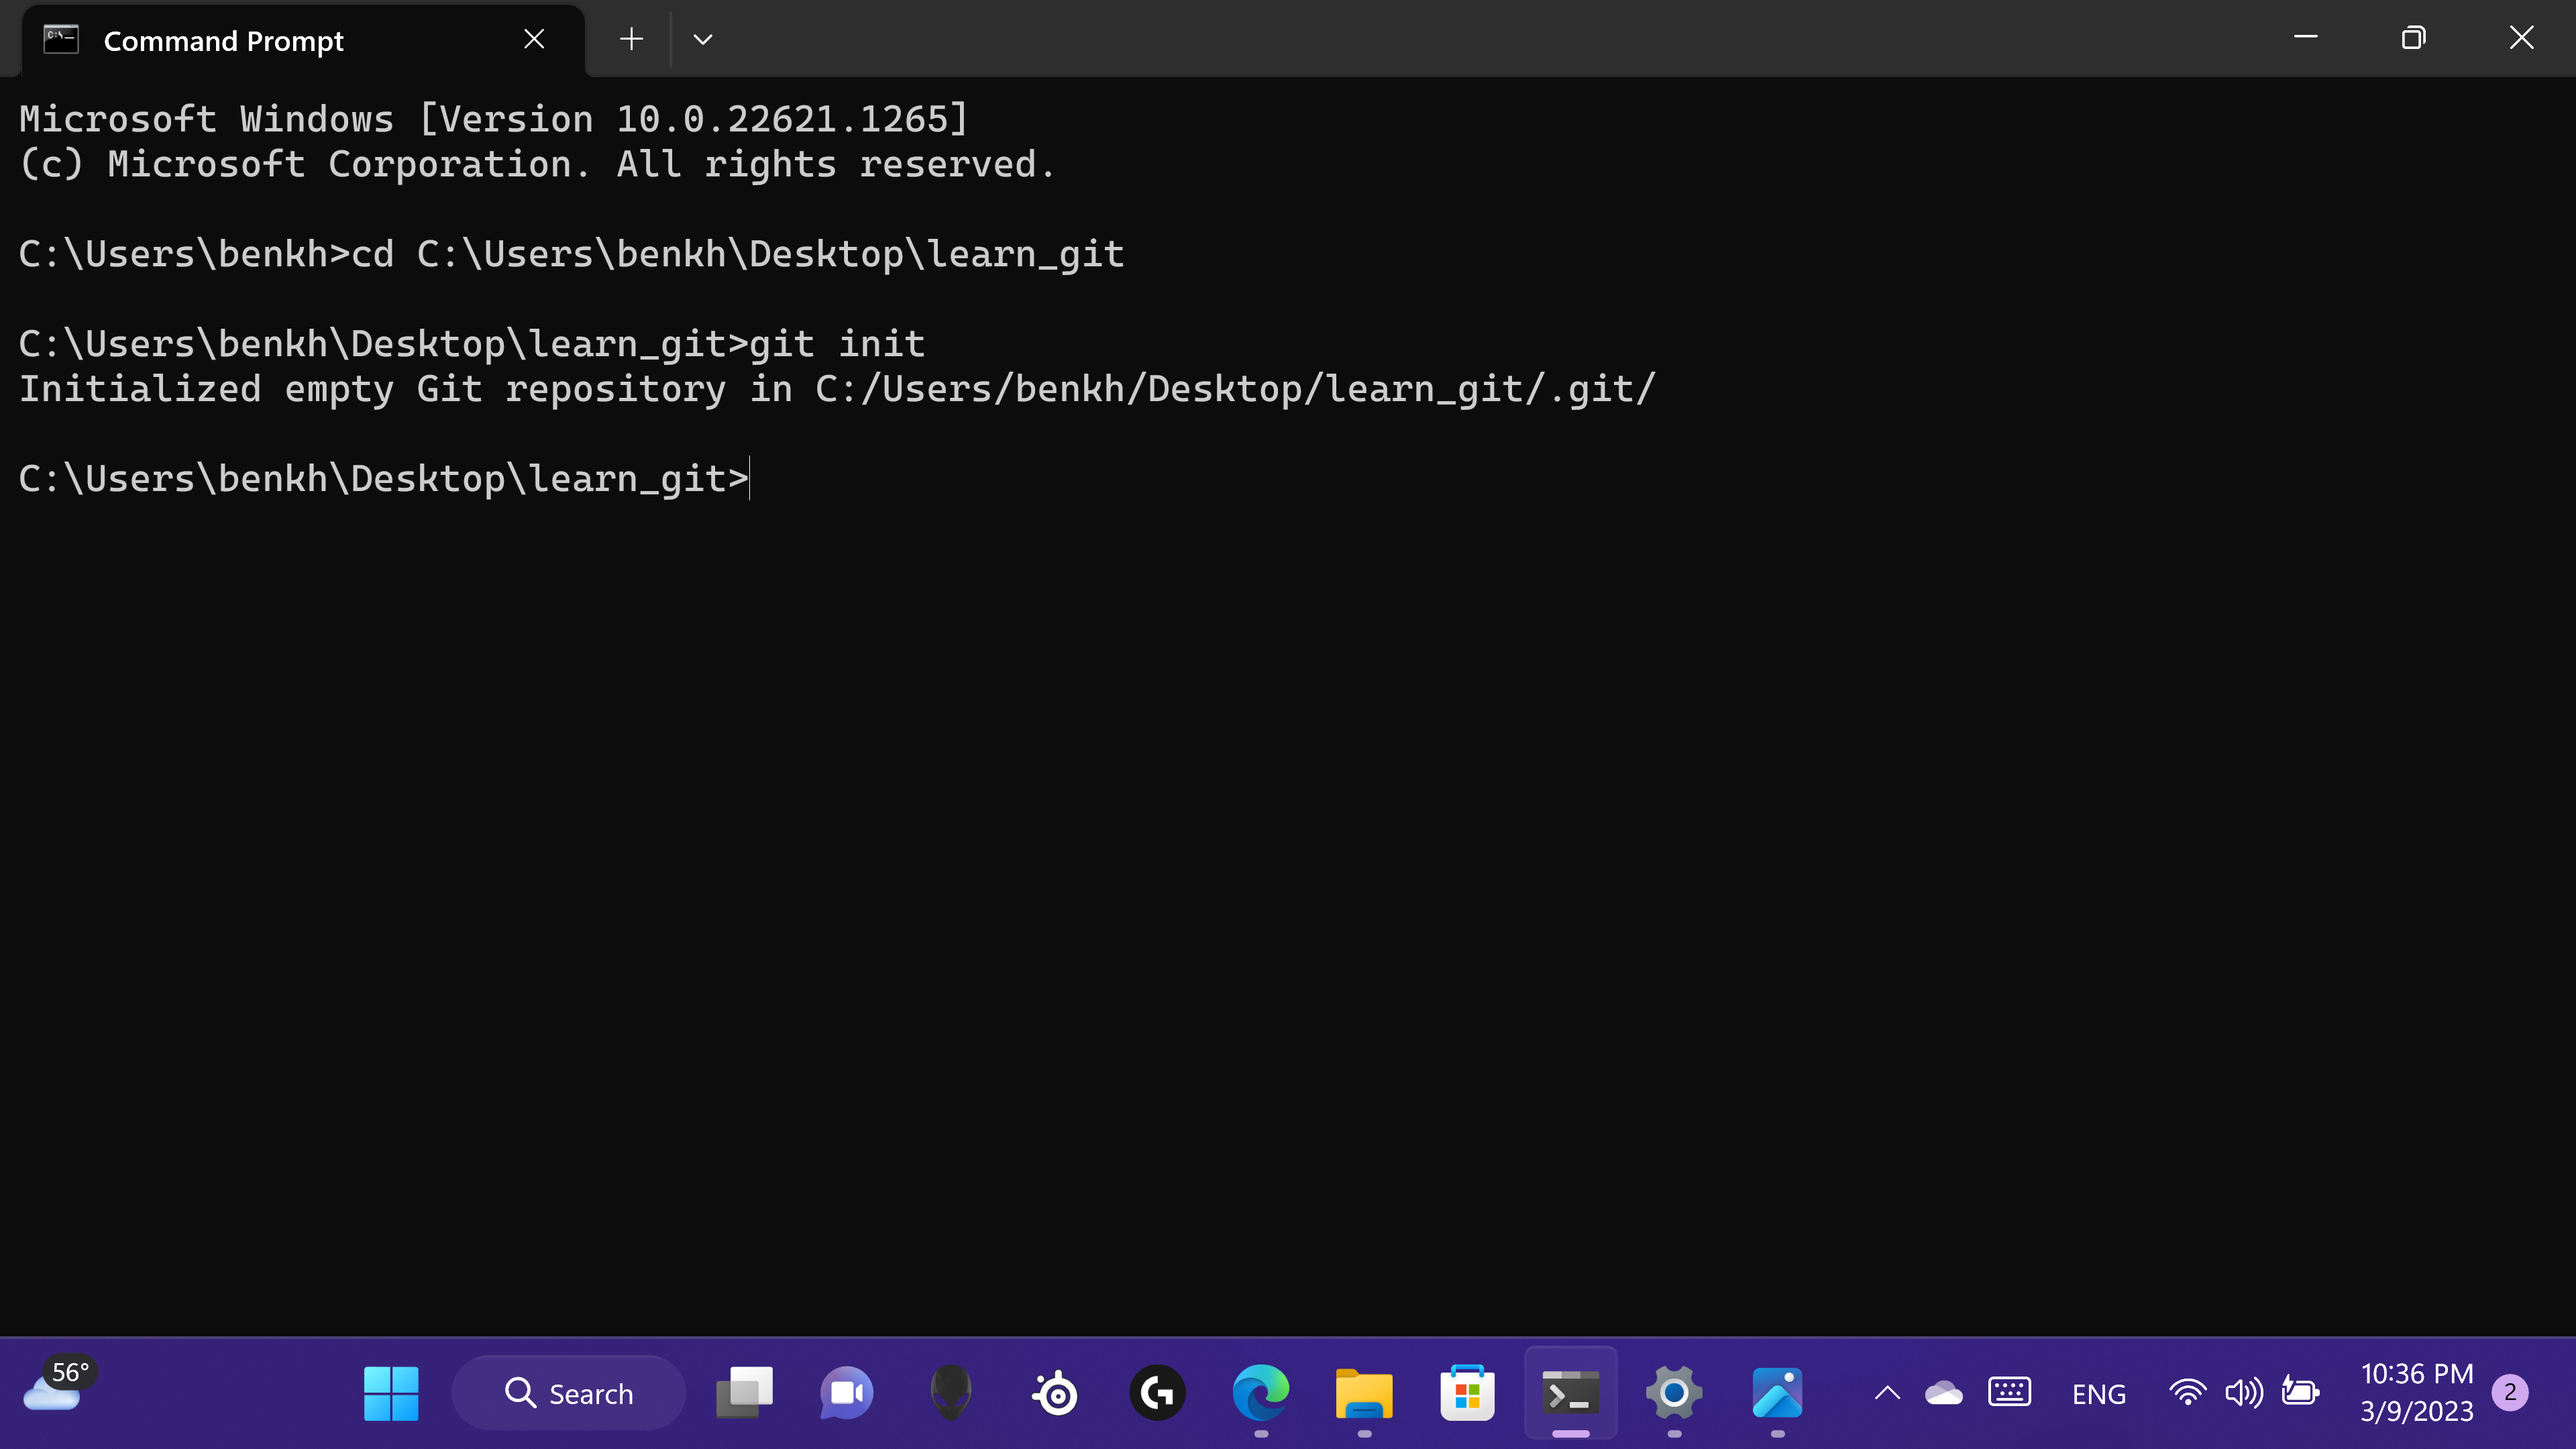 Command Prompt
Microsoft Windows [Version 10.0.22621.1265]
(c) Microsoft Corporation. All rights reserved.
C:\Users\benkh>cd C:\Users\benkh\Desktop\learn_git
C:\Users\benkh\Desktop\learn_git>git init
Initialized empty Git repository in C:/Users/benkh/Desktop/learn_git/.git/
C:\Users\benkh\Desktop\learn_git>
56°
Search
ENG
10:36 PM
3/9/2023
2